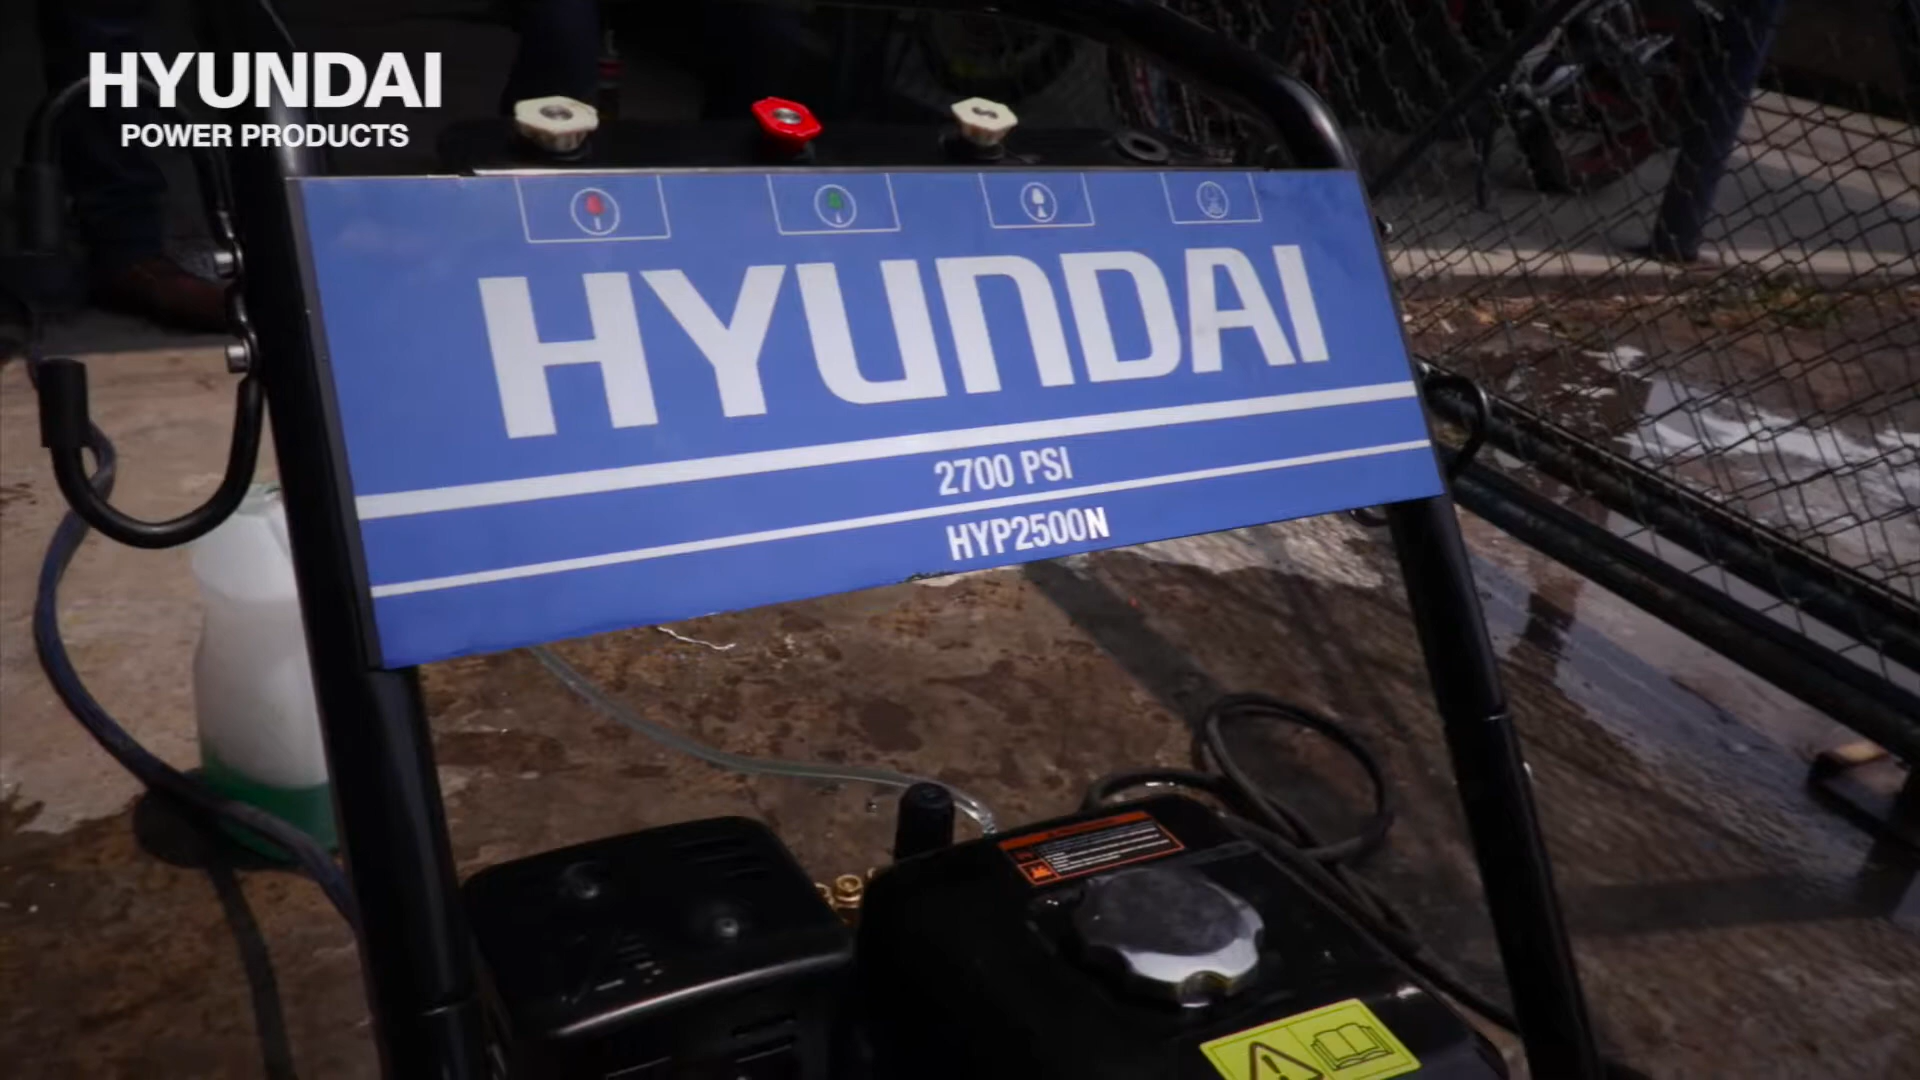 HYUNDAI
POWER PRODUCTS
HYUNDAI
2700 PSI
HYP2500N